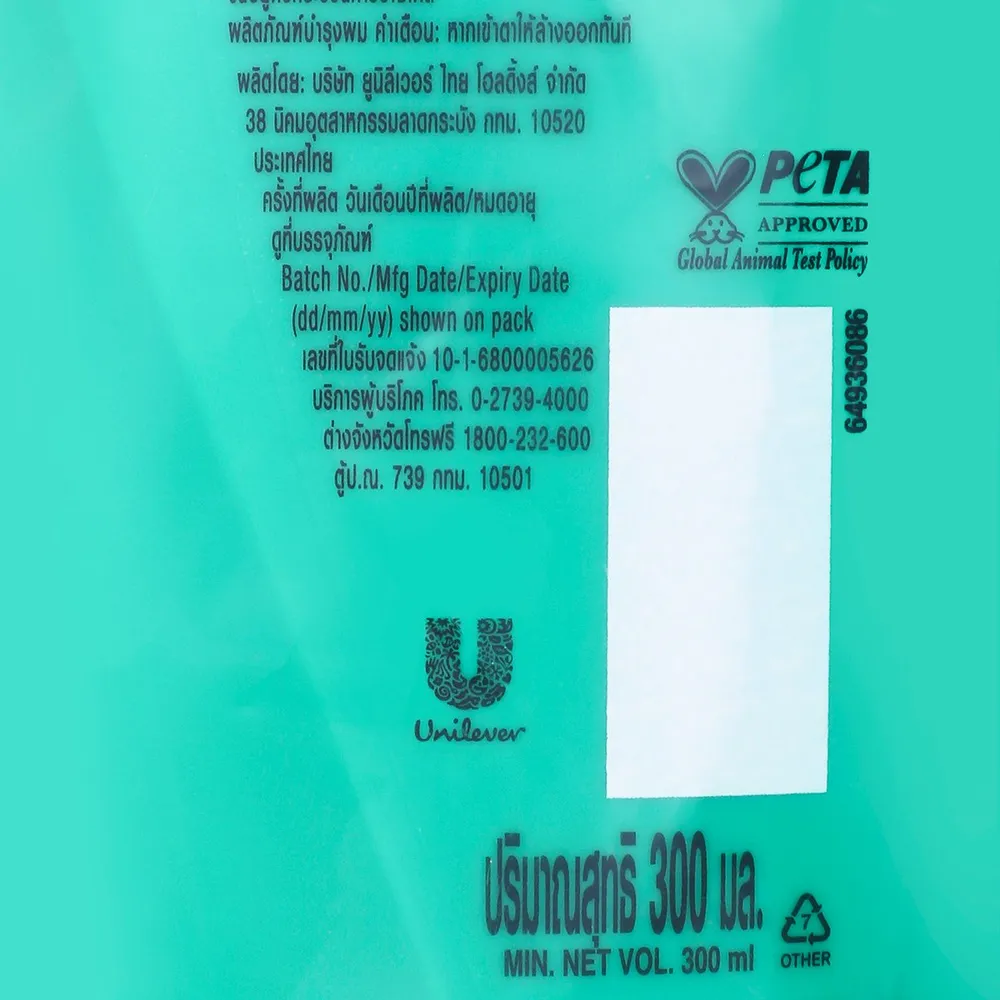 ผลิตภัณฑ์บำรุงผม คำเตือน: หากเข้าตาให้ล้างออกทันที
ผลิตโดย: บริษัท ยูนิลีเวอร์ ไทย โฮลดิ้งส์ จำกัด
38 นิคมอุตสาหกรรมลาดกระบัง กทม. 10520
ประเทศไทย
ครั้งที่ผลิต วันเดือนปีที่ผลิต/หมดอายุ
ดูที่บรรจุภัณฑ์
Batch No./Mfg Date/Expiry Date
(dd/mm/yy) shown on pack
เลขที่ใบรับจดแจ้ง 10-1-6800005626
บริการผู้บริโภค โทร. 0-2739-4000
ต่างจังหวัดโทรฟรี 1800-232-600
ตู้ป.ณ. 739 กทม. 10501
PeTA
APPROVED
Global Animal Test Policy
64936086
Unilever
ปริมาณสุทธิ 300 มล.
MIN. NET VOL. 300 ml
7
OTHER